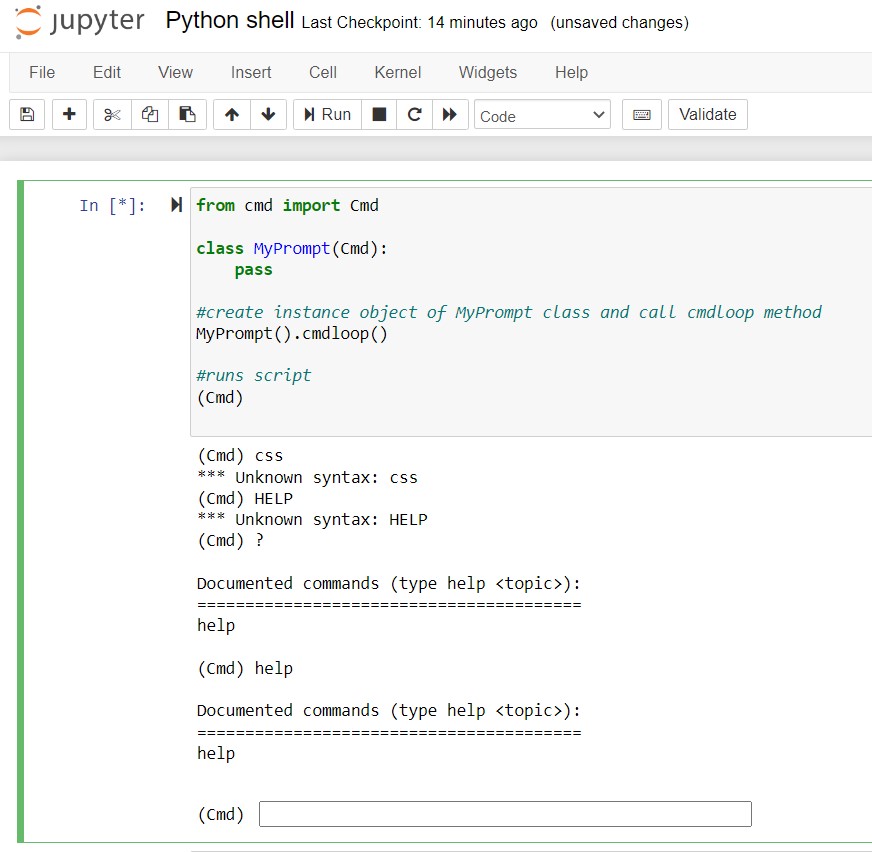 jupyter Python shell Last Checkpoint: 14 minutes ago (unsaved changes)
File Edit View Insert Cell Kernel Widgets Help
Run Code Validate
In [*]: from cmd import Cmd
class MyPrompt(Cmd):
    pass
#create instance object of MyPrompt class and call cmdloop method
MyPrompt().cmdloop()
#runs script
(Cmd)
(Cmd) css
*** Unknown syntax: css
(Cmd) HELP
*** Unknown syntax: HELP
(Cmd) ?
Documented commands (type help <topic>):
========================================
help
(Cmd) help
Documented commands (type help <topic>):
========================================
help
(Cmd)